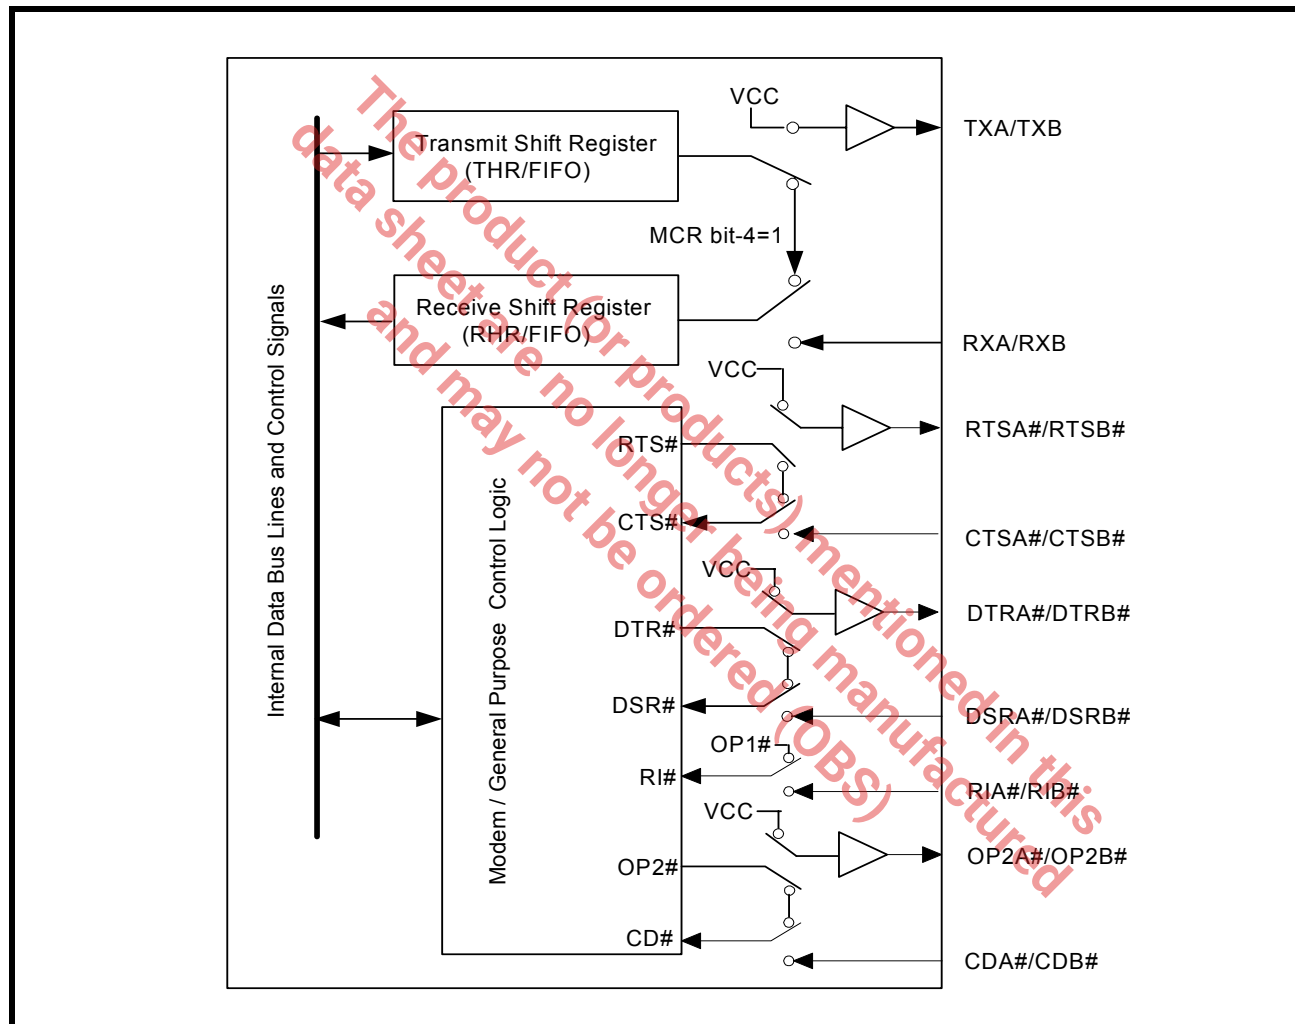 VCC
TXA/TXB
Transmit Shift Register
(THR/FIFO)
MCR bit-4=1
Receive Shift Register
(RHR/FIFO)
RXA/RXB
VCC
RTSA#/RTSB#
RTS#
CTS#
CTSA#/CTSB#
VCC
DTRA#/DTRB#
DTR#
DSR#
DSRA#/DSRB#
OP1#
RI#
RIA#/RIB#
VCC
OP2A#/OP2B#
OP2#
CD#
CDA#/CDB#
Internal Data Bus Lines and Control Signals
Modem / General Purpose Control Logic
The product (or products) mentioned in this
data sheet are no longer being manufactured
and may not be ordered (OBS)